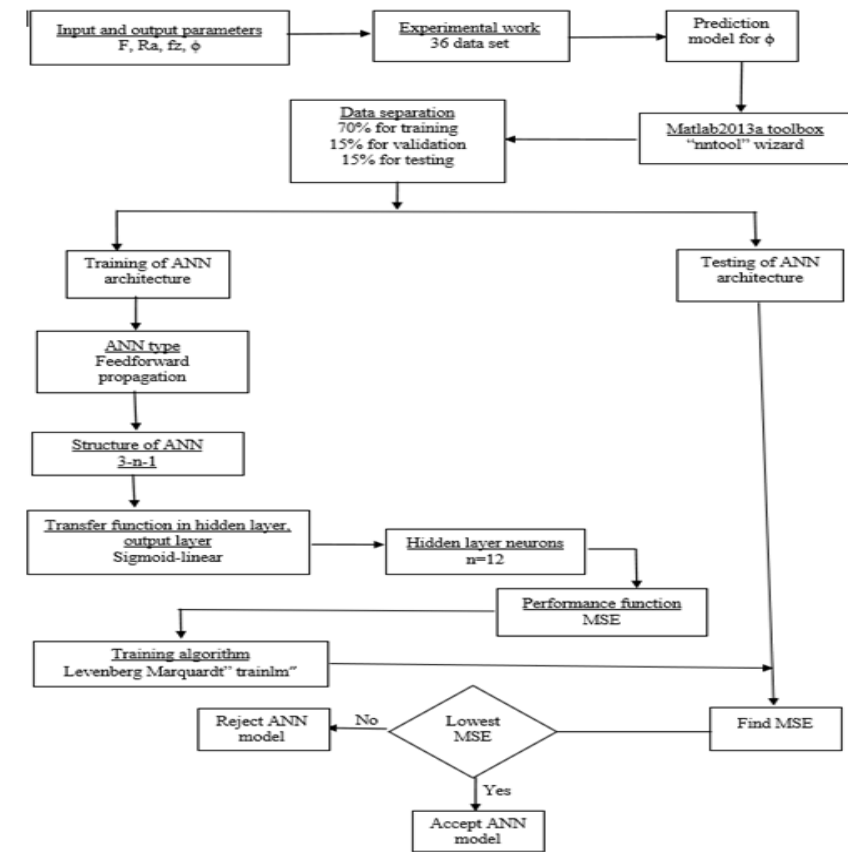 Input and output parameters
F, Ra, fz, ϕ
Experimental work
36 data set
Prediction
model for ϕ
Matlab2013a toolbox
"nntool" wizard
Data separation
70% for training
15% for validation
15% for testing
Training of ANN
architecture
Testing of ANN
architecture
ANN type
Feedforward
propagation
Structure of ANN
3-n-1
Transfer function in hidden layer,
output layer
Sigmoid-linear
Hidden layer neurons
n=12
Performance function
MSE
Training algorithm
Levenberg Marquardt” trainlm″
Find MSE
Lowest
MSE
No
Reject ANN
model
Yes
Accept ANN
model